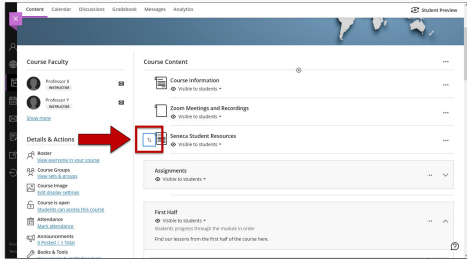 Content Calendar Discussions Gradebook Messages Analytics Student Preview
Course Faculty
Professor X
INSTRUCTOR
Professor Y
INSTRUCTOR
Show more
Details & Actions
Roster
View everyone in your course
Course Groups
View sets & groups
Course Image
Edit display settings
Course is open
Students can access this course
Attendance
Mark attendance
Announcements
0 Posted | 1 Total
Books & Tools
Course Content
Course Information
Visible to students
Zoom Meetings and Recordings
Visible to students
Seneca Student Resources
Visible to students
Assignments
Visible to students
First Half
Visible to students
Students progress through the module in order
Find our lessons from the first half of the course here.